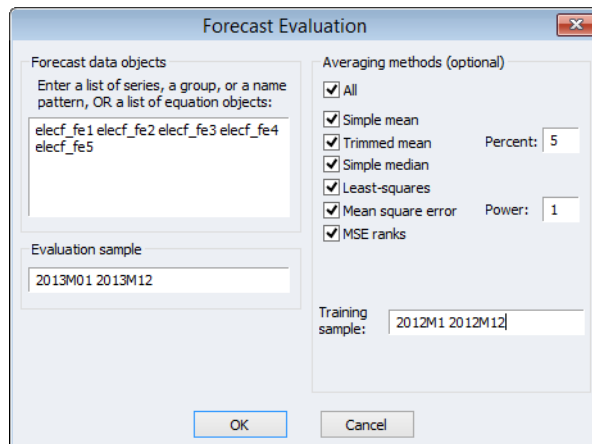 Forecast Evaluation
Forecast data objects
Enter a list of series, a group, or a name
pattern, OR a list of equation objects:
elecf_fe1 elecf_fe2 elecf_fe3 elecf_fe4
elecf_fe5
Evaluation sample
2013M01 2013M12
Averaging methods (optional)
All
Simple mean
Trimmed mean Percent: 5
Simple median
Least-squares
Mean square error Power: 1
MSE ranks
Training
sample: 2012M1 2012M12
OK Cancel